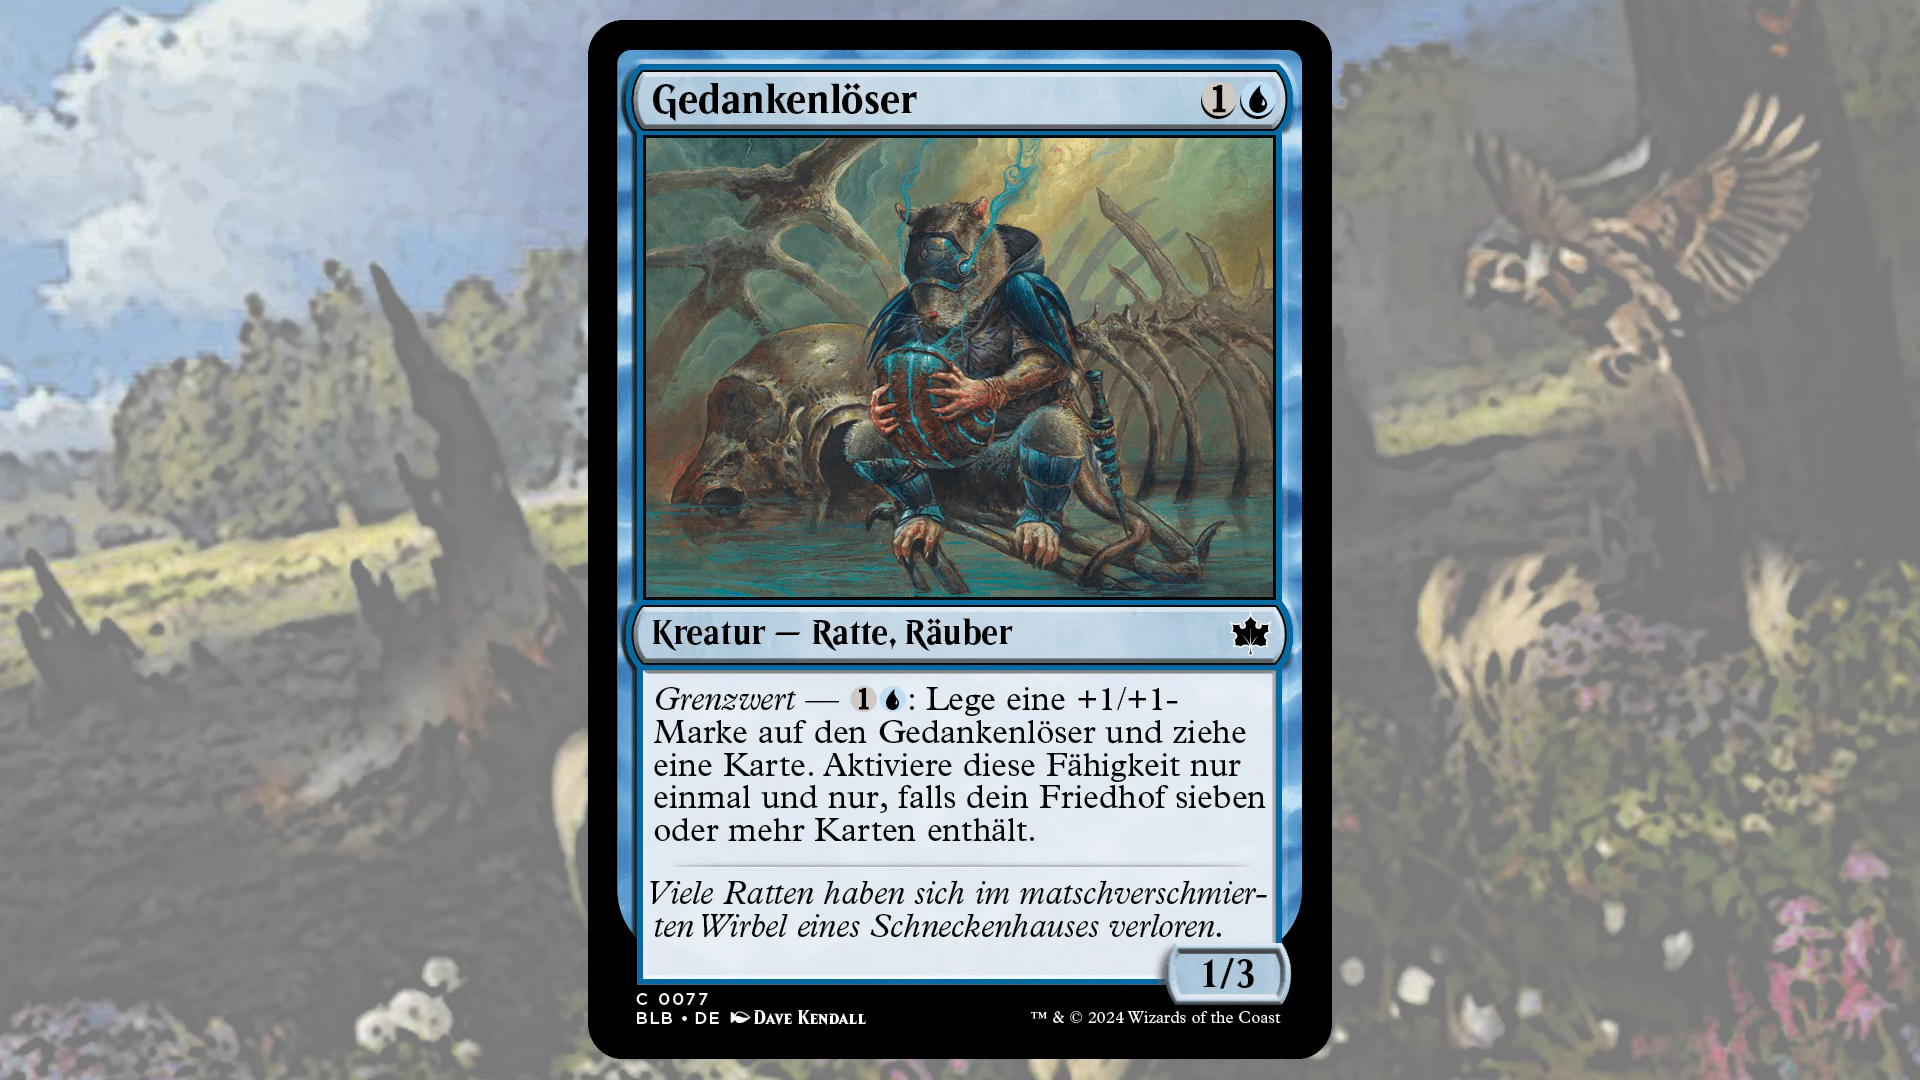 Gedankenlöser
1
Kreatur — Ratte, Räuber
Grenzwert — 1 : Lege eine +1/+1-
Marke auf den Gedankenlöser und ziehe
eine Karte. Aktiviere diese Fähigkeit nur
einmal und nur, falls dein Friedhof sieben
oder mehr Karten enthält.
Viele Ratten haben sich im matschverschmier-
ten Wirbel eines Schneckenhauses verloren.
1/3
C 0077
BLB • DE Dave Kendall
™ & © 2024 Wizards of the Coast